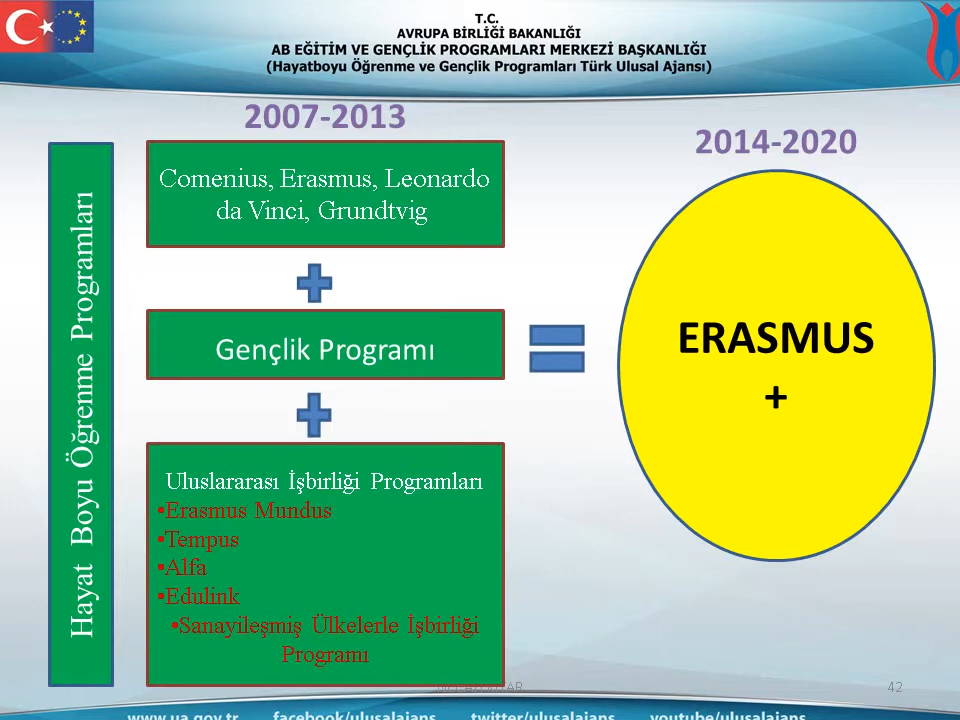 T.C.
AVRUPA BİRLİĞİ BAKANLIĞI
AB EĞİTİM VE GENÇLİK PROGRAMLARI MERKEZİ BAŞKANLIĞI
(Hayatboyu Öğrenme ve Gençlik Programları Türk Ulusal Ajansı)
2007-2013
2014-2020
Hayat Boyu Öğrenme Programları
Comenius, Erasmus, Leonardo
da Vinci, Grundtvig
Gençlik Programı
ERASMUS
+
Uluslararası İşbirliği Programları
•Erasmus Mundus
•Tempus
•Alfa
•Edulink
•Sanayileşmiş Ülkelerle İşbirliği
Programı
42
www.ua.gov.tr facebook/ulusalajans twitter/ulusalajans youtube/ulusalajans